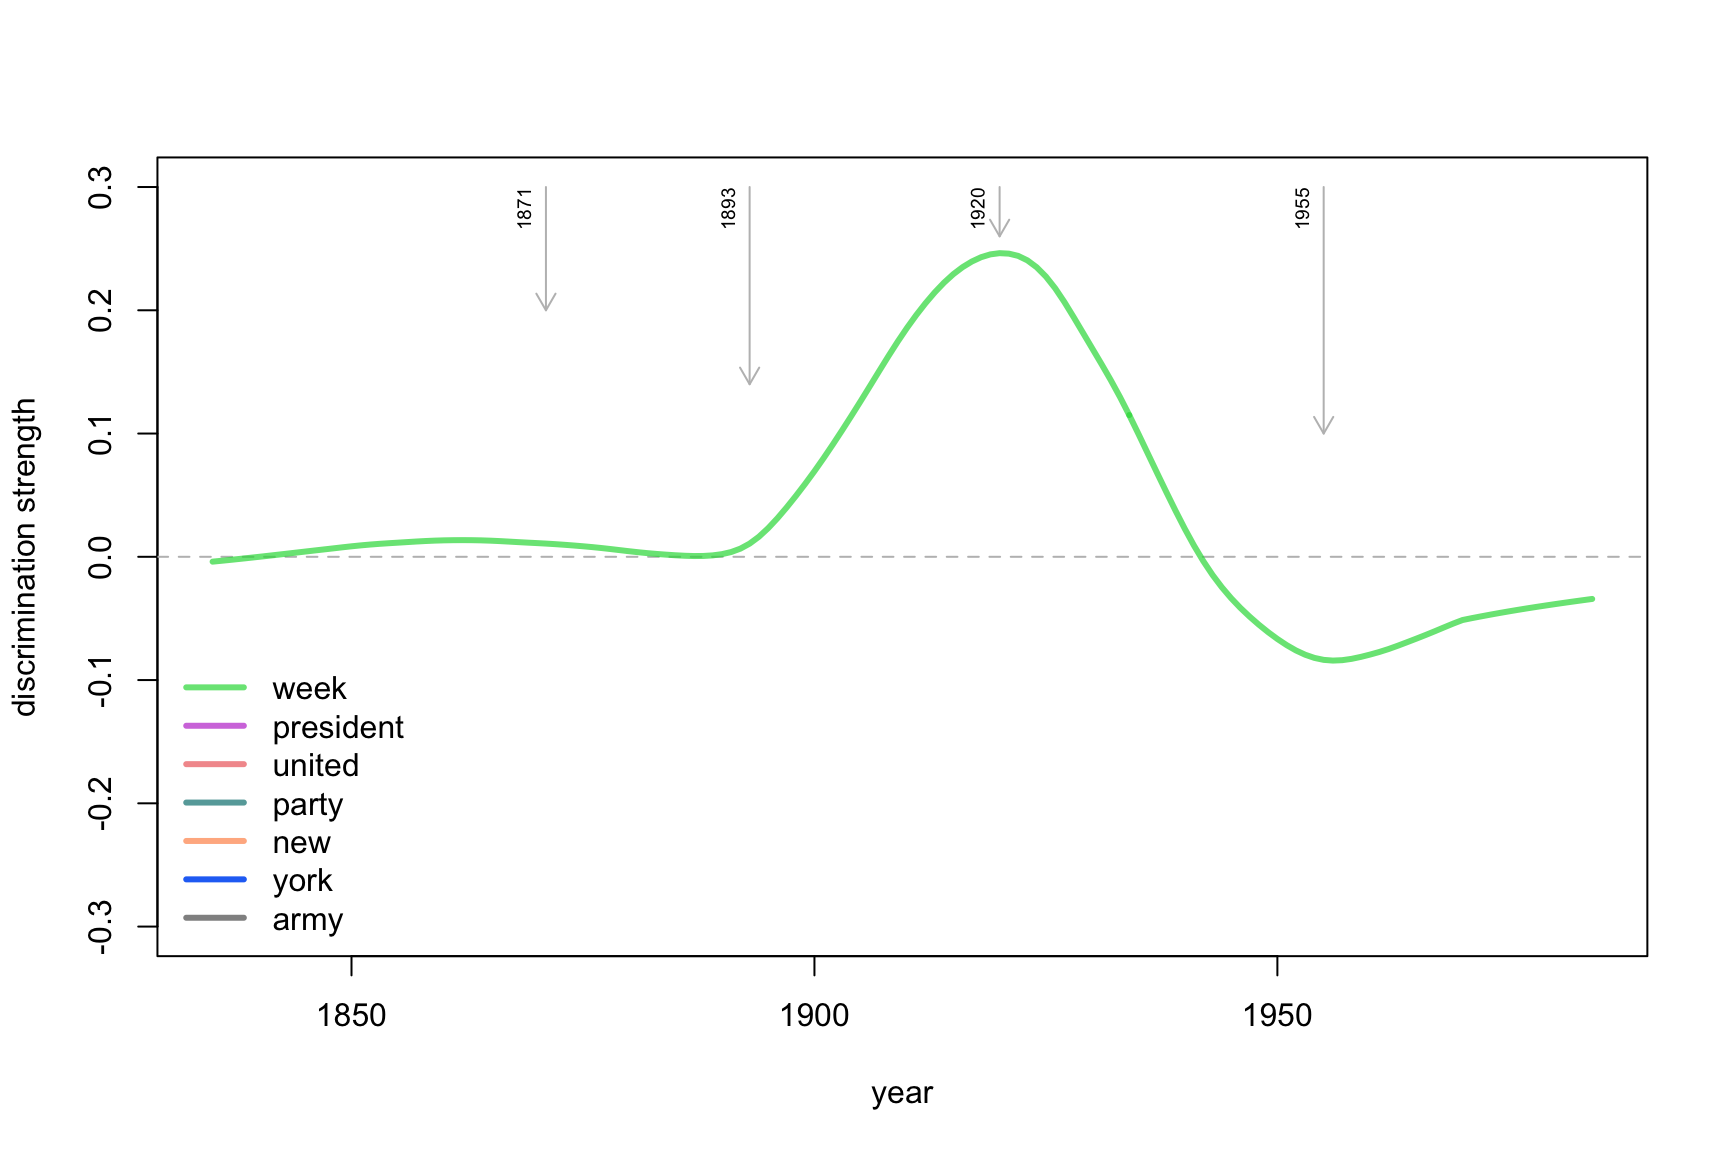 0.3
0.2
0.1
0.0
-0.1
-0.2
-0.3
discrimination strength
1871
1893
1920
1955
week
president
united
party
new
york
army
1850
1900
1950
year